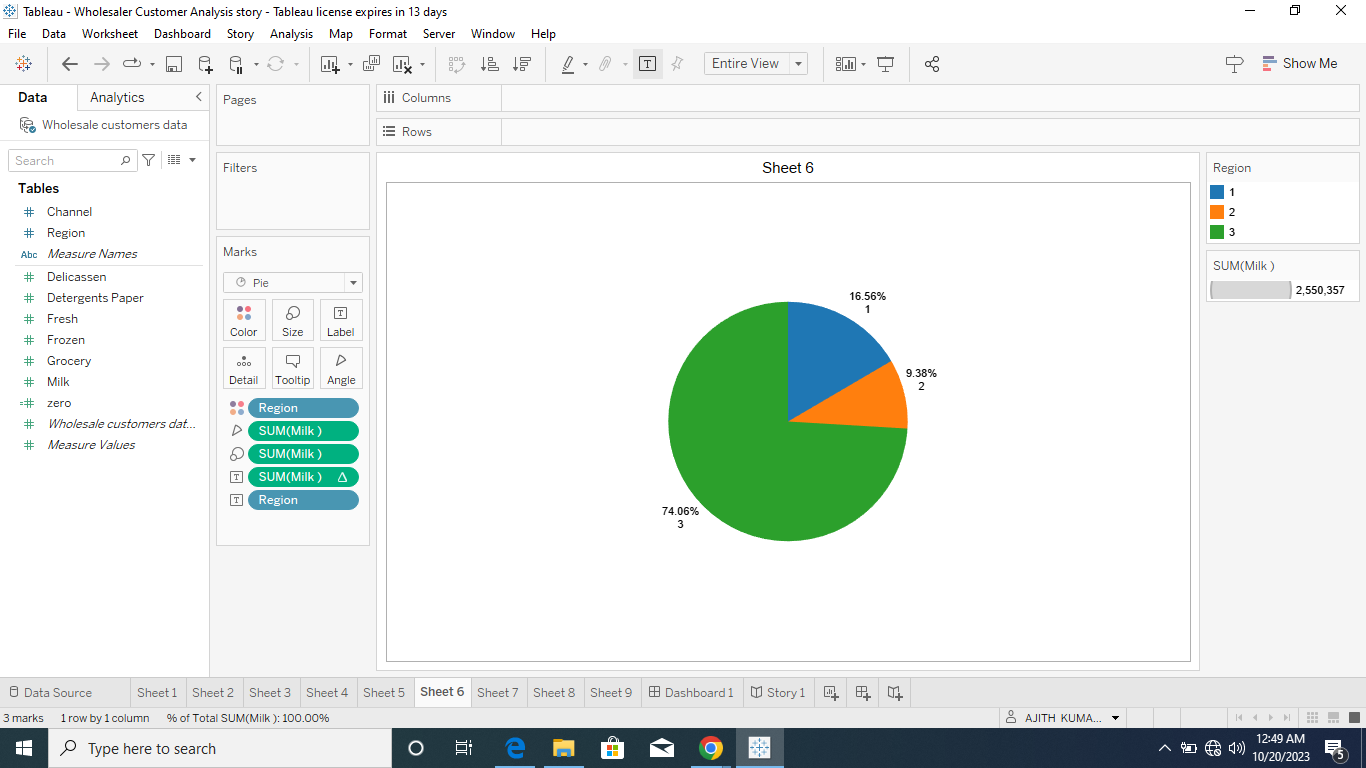 Tableau - Wholesaler Customer Analysis story - Tableau license expires in 13 days
File Data Worksheet Dashboard Story Analysis Map Format Server Window Help
Entire View
Show Me
Data Analytics
Wholesale customers data
Search
Tables
Channel
Region
Abc Measure Names
Delicassen
Detergents Paper
Fresh
Frozen
Grocery
Milk
zero
Wholesale customers dat...
Measure Values
Pages
Filters
Marks
Pie
Color Size Label
Detail Tooltip Angle
Region
SUM(Milk )
SUM(Milk )
SUM(Milk )
Region
Columns
Rows
Sheet 6
16.56%
1
9.38%
2
74.06%
3
Region
1
2
3
SUM(Milk )
2,550,357
Data Source Sheet 1 Sheet 2 Sheet 3 Sheet 4 Sheet 5 Sheet 6 Sheet 7 Sheet 8 Sheet 9 Dashboard 1 Story 1
3 marks 1 row by 1 column % of Total SUM(Milk ): 100.00% AJITH KUMA...
Type here to search
12:49 AM
10/20/2023
5